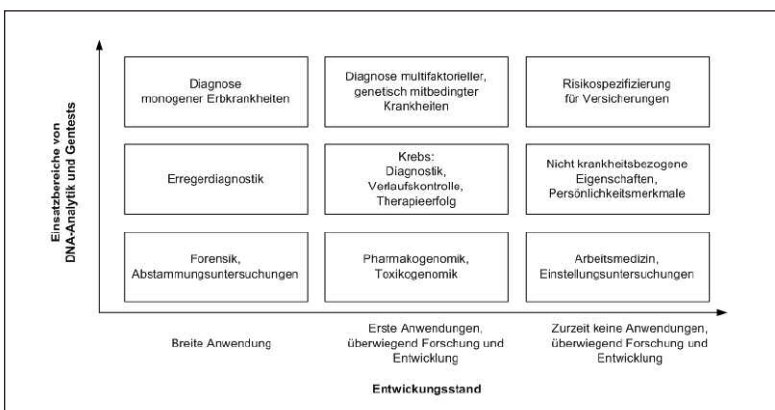 Einsatzbereiche von
DNA-Analytik und Gentests
Diagnose
monogener Erbkrankheiten
Diagnose multifaktorieller,
genetisch mitbedingter
Krankheiten
Risikospezifizierung
für Versicherungen
Erregerdiagnostik
Krebs:
Diagnostik,
Verlaufskontrolle,
Therapieerfolg
Nicht krankheitsbezogene
Eigenschaften,
Persönlichkeitsmerkmale
Forensik,
Abstammungsuntersuchungen
Pharmakogenomik,
Toxikogenomik
Arbeitsmedizin,
Einstellungsuntersuchungen
Breite Anwendung
Erste Anwendungen,
überwiegend Forschung und
Entwicklung
Zurzeit keine Anwendungen,
überwiegend Forschung und
Entwicklung
Entwickungsstand